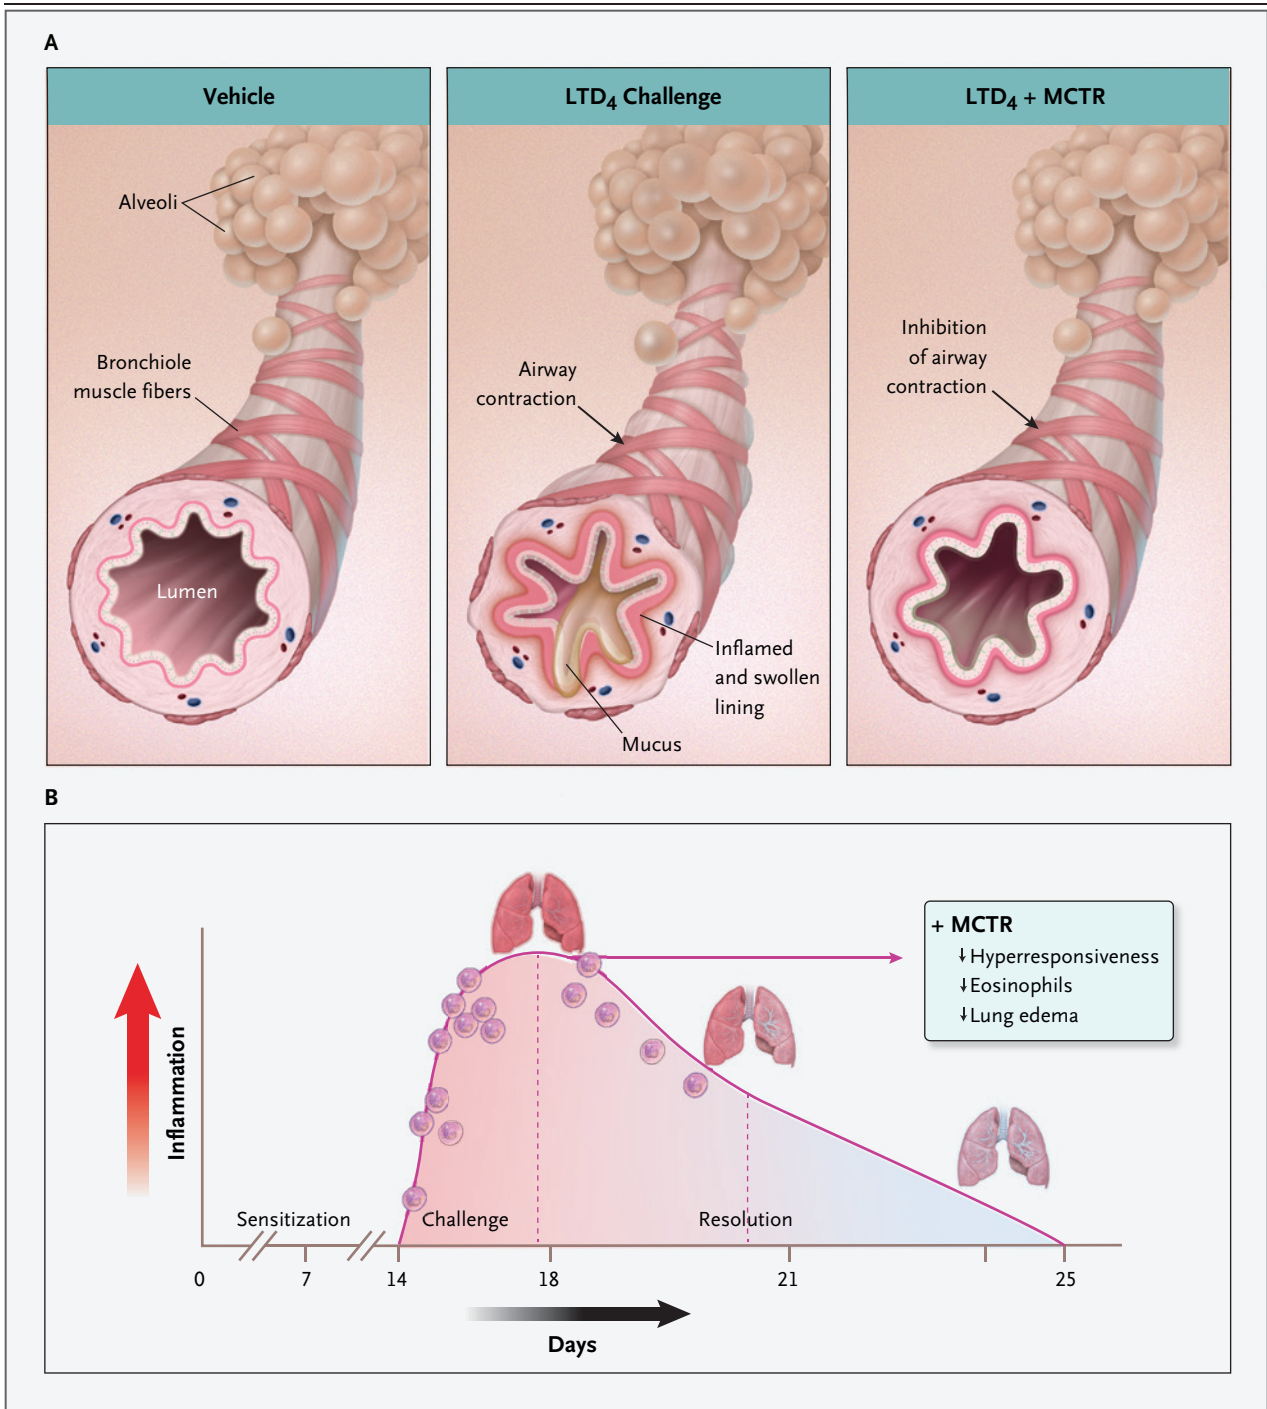 A
Vehicle
LTD4 Challenge
LTD4 + MCTR
Alveoli
Bronchiole
muscle fibers
Lumen
Airway
contraction
Inflamed
and swollen
lining
Mucus
Inhibition
of airway
contraction
B
Inflammation
+ MCTR
↓ Hyperresponsiveness
↓ Eosinophils
↓ Lung edema
Sensitization
Challenge
Resolution
0 7 14 18 21 25
Days